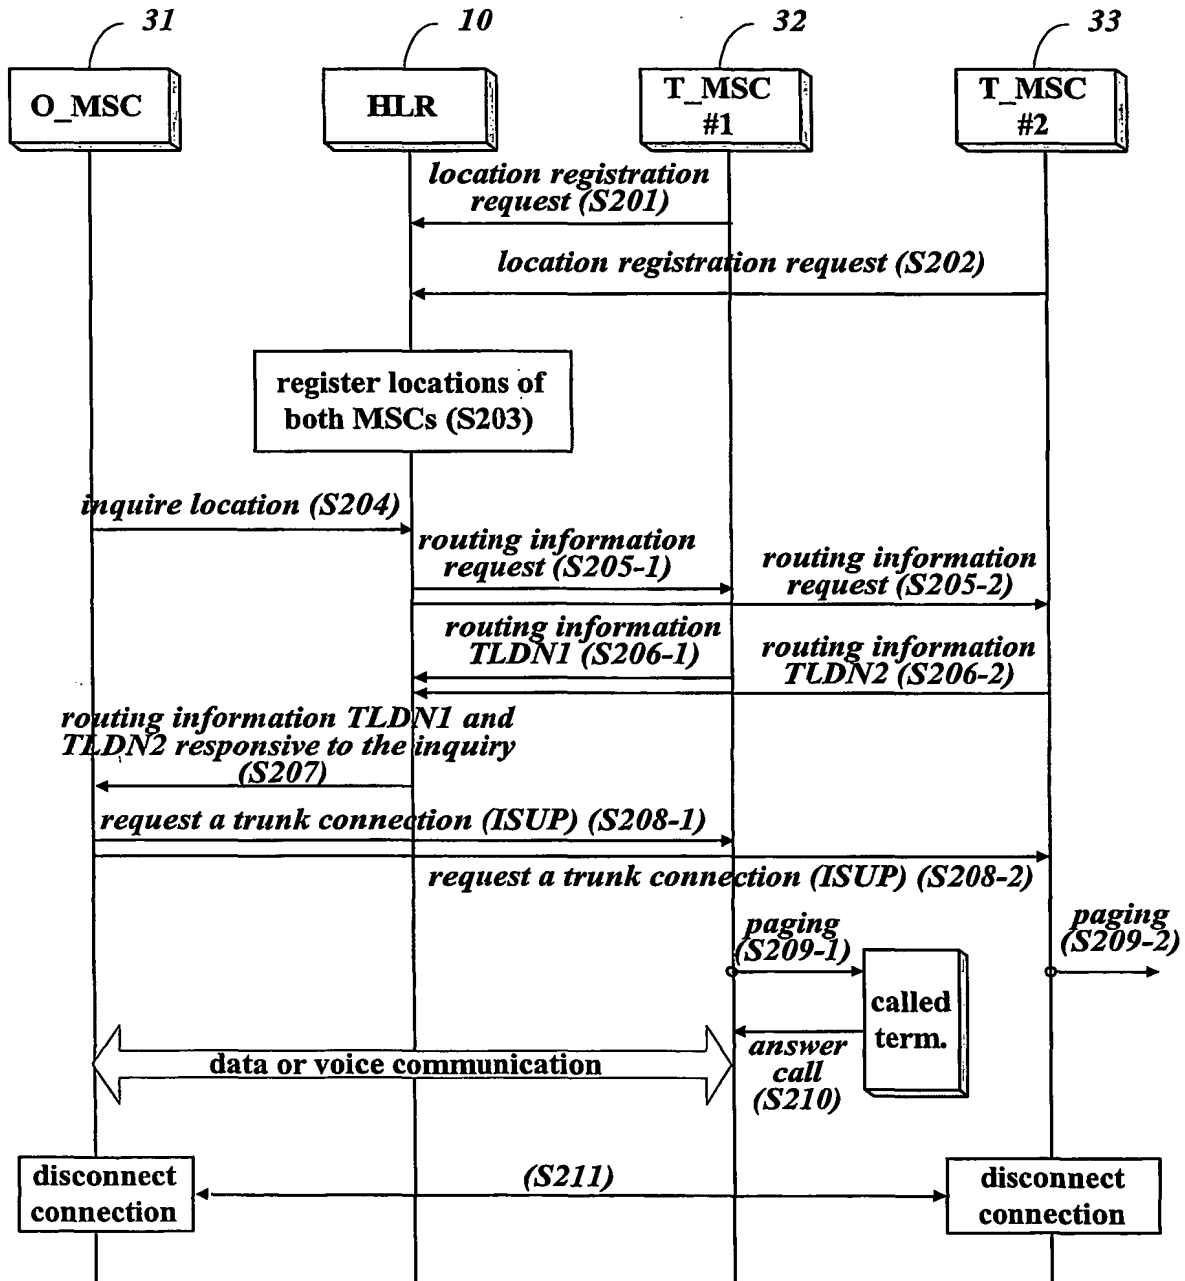 31
10
32
33
O_MSC
HLR
T_MSC
#1
T_MSC
#2
location registration
request (S201)
location registration request (S202)
register locations of
both MSCs (S203)
inquire location (S204)
routing information
request (S205-1)
routing information
request (S205-2)
routing information
TLDN1 (S206-1)
routing information
TLDN2 (S206-2)
routing information TLDN1 and
TLDN2 responsive to the inquiry
(S207)
request a trunk connection (ISUP) (S208-1)
request a trunk connection (ISUP) (S208-2)
paging
(S209-1)
paging
(S209-2)
called
term.
answer
call
(S210)
data or voice communication
disconnect
connection
(S211)
disconnect
connection